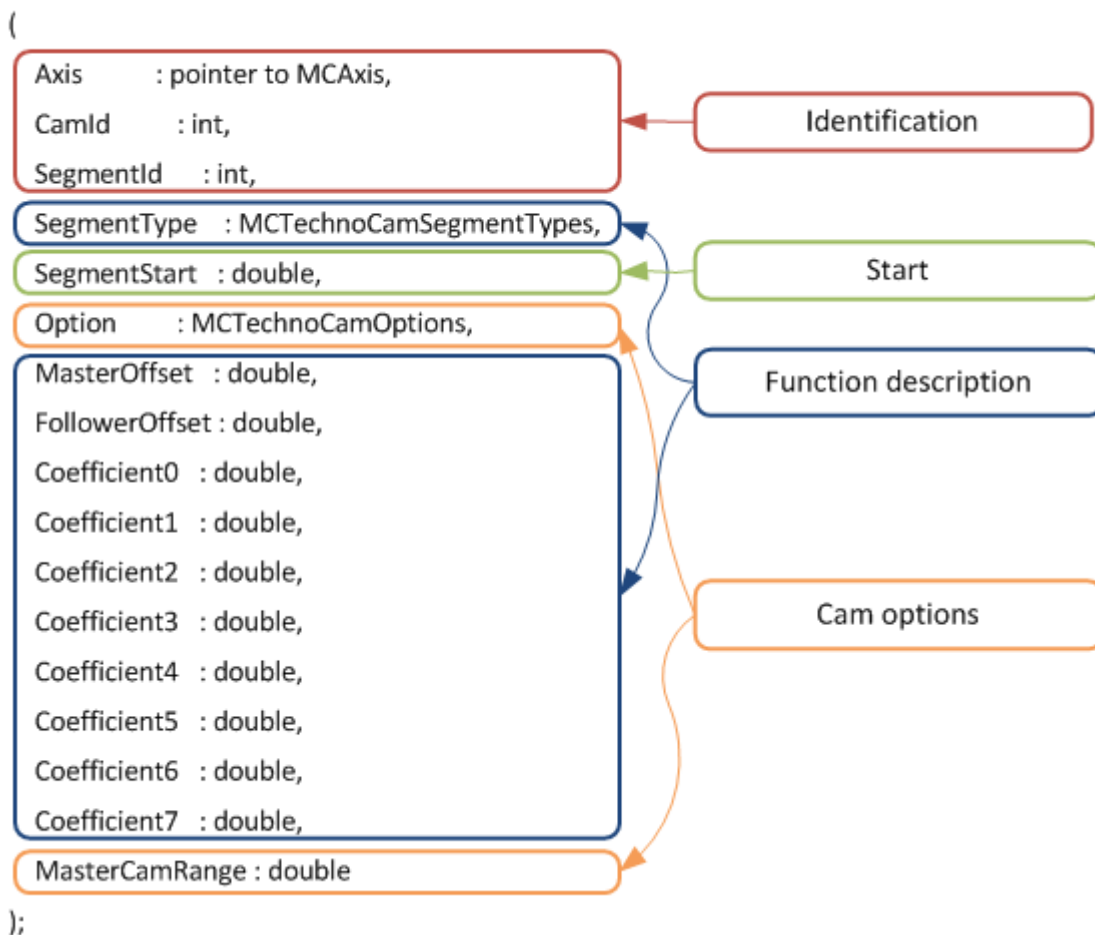 (
Axis : pointer to MCAxis,
CamId : int,
SegmentId : int,
Identification
SegmentType : MCTechnoCamSegmentTypes,
SegmentStart : double,
Start
Option : MCTechnoCamOptions,
MasterOffset : double,
FollowerOffset : double,
Coefficient0 : double,
Coefficient1 : double,
Coefficient2 : double,
Coefficient3 : double,
Coefficient4 : double,
Coefficient5 : double,
Coefficient6 : double,
Coefficient7 : double,
Function description
Cam options
MasterCamRange : double
);